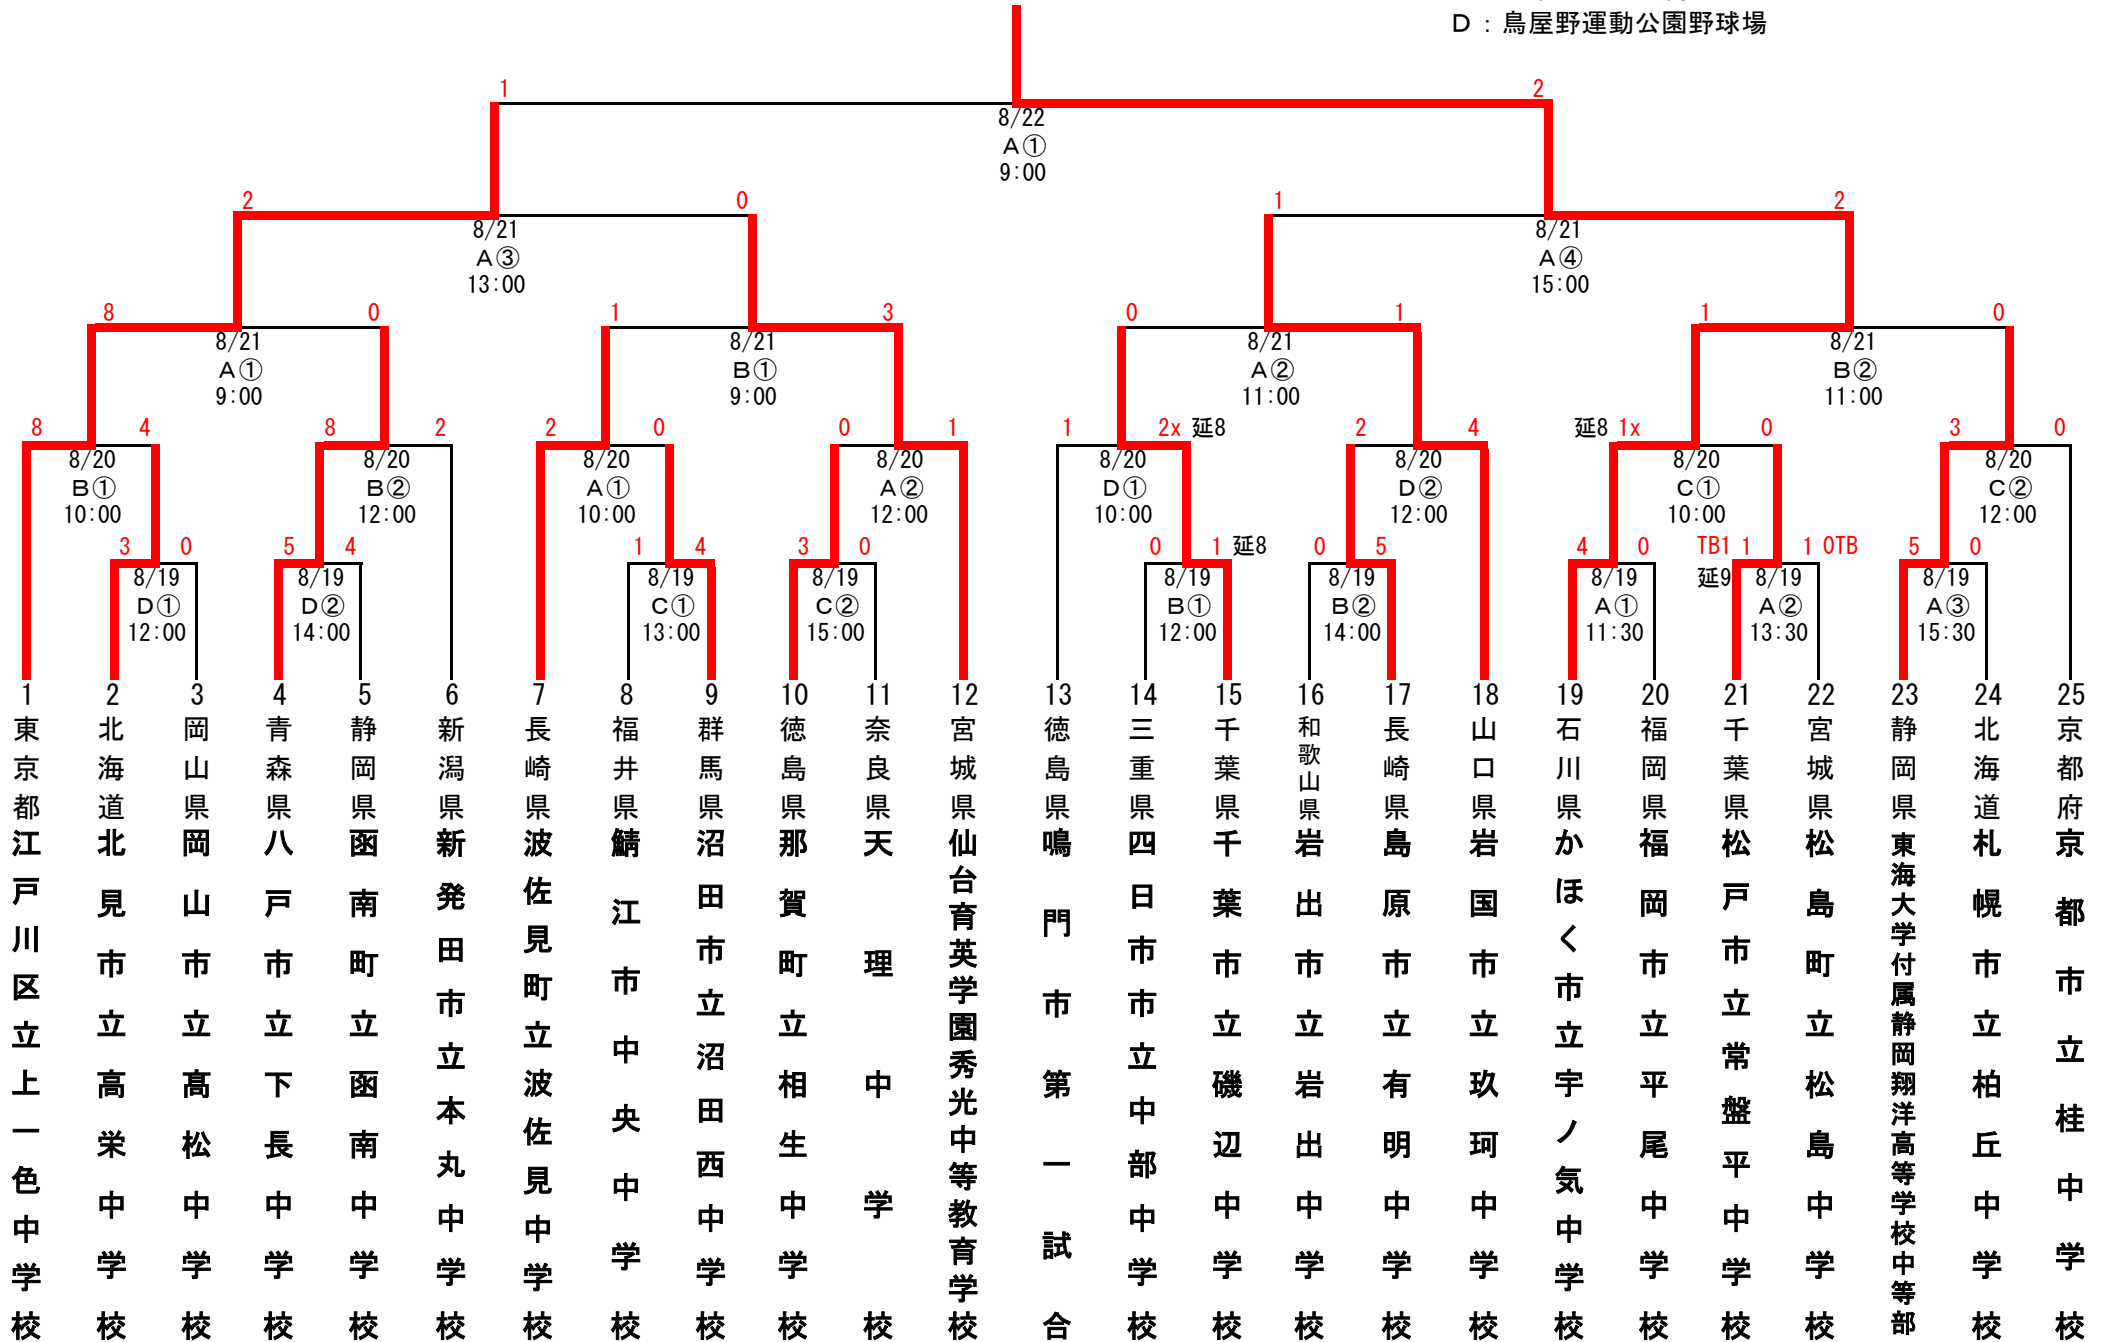 D：鳥屋野運動公園野球場
1 2
8/22
A①
9:00
2 0 1 2
8/21 8/21
A③ A④
13:00 15:00
8 0 1 3 0 1 1 0
8/21 8/21 8/21 8/21
A① B① A② B②
9:00 9:00 11:00 11:00
8 4 8 2 2 0 0 1 1 2x 延8 2 4 延8 1x 0 3 0
8/20 8/20 8/20 8/20 8/20 8/20 8/20 8/20
B① B② A① A② D① D② C① C②
10:00 12:00 10:00 12:00 10:00 12:00 10:00 12:00
3 0 5 4 1 4 3 0 0 1 延8 0 5 4 0 TB1 1 1 0TB 5 0
延9
8/19 8/19 8/19 8/19 8/19 8/19 8/19 8/19 8/19
D① D② C① C② B① B② A① A② A③
12:00 14:00 13:00 15:00 12:00 14:00 11:30 13:30 15:30
1 2 3 4 5 6 7 8 9 10 11 12 13 14 15 16 17 18 19 20 21 22 23 24 25
東京都
江戸川区立上一色中学校
北海道
北見市立高栄中学校
岡山県
岡山市立髙松中学校
青森県
八戸市立下長中学校
静岡県
函南町立函南中学校
新潟県
新発田市立本丸中学校
長崎県
波佐見町立波佐見中学校
福井県
鯖江市中央中学校
群馬県
沼田市立沼田西中学校
徳島県
那賀町立相生中学校
奈良県
天理中学校
宮城県
仙台育英学園秀光中等教育学校
徳島県
鳴門市第一試合
三重県
四日市市立中部中学校
千葉県
千葉市立磯辺中学校
和歌山県
岩出市立岩出中学校
長崎県
島原市立有明中学校
山口県
岩国市立玖珂中学校
石川県
かほく市立宇ノ気中学校
福岡県
福岡市立平尾中学校
千葉県
松戸市立常盤平中学校
宮城県
松島町立松島中学校
静岡県
東海大学付属静岡翔洋高等学校中等部
北海道
札幌市立柏丘中学校
京都府
京都市立桂中学校